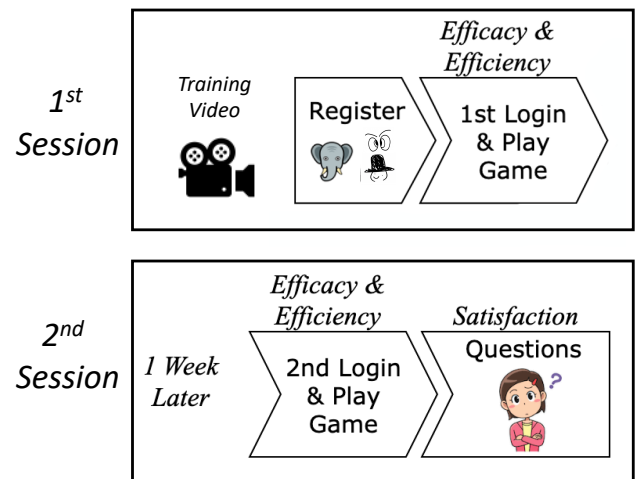 1st
Session
Training
Video
Register
Efficacy &
Efficiency
1st Login
& Play
Game
2nd
Session
1 Week
Later
Efficacy &
Efficiency
2nd Login
& Play
Game
Satisfaction
Questions
?